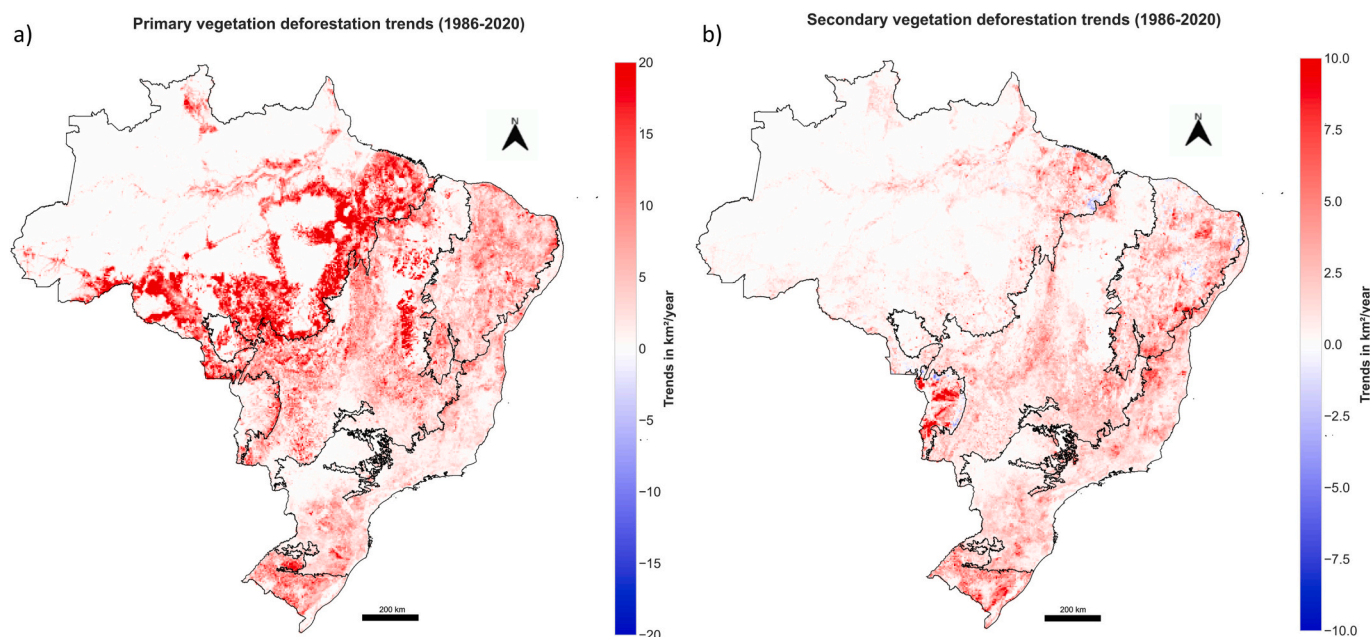 Primary vegetation deforestation trends (1986-2020)
a)
20
15
10
5
0
−5
−10
−15
−20
Trends in km²/year
N
200 km
Secondary vegetation deforestation trends (1986-2020)
b)
10.0
7.5
5.0
2.5
0.0
−2.5
−5.0
−7.5
−10.0
Trends in km²/year
N
200 km